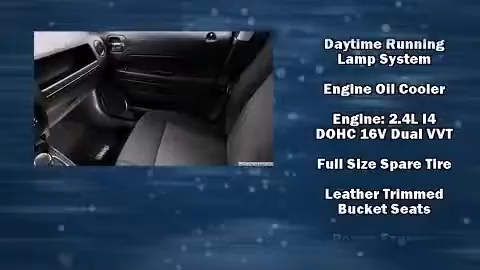 Daytime Running
Lamp System
Engine Oil Cooler
Engine: 2.4L I4
DOHC 16V Dual VVT
Full Size Spare Tire
Leather Trimmed
Bucket Seats